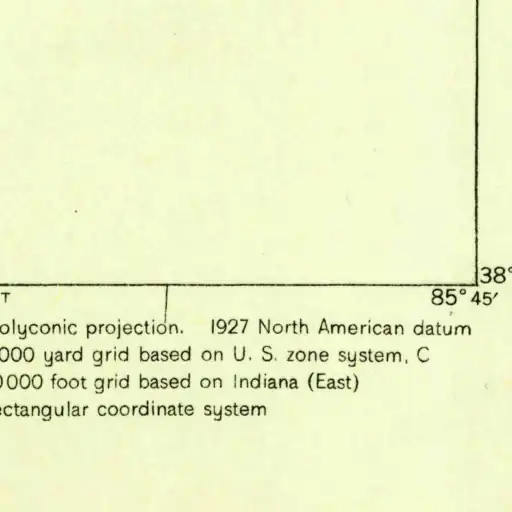 38°
T
85° 45′
olyconic projection. 1927 North American datum
000 yard grid based on U. S. zone system, C
0000 foot grid based on Indiana (East)
ectangular coordinate system